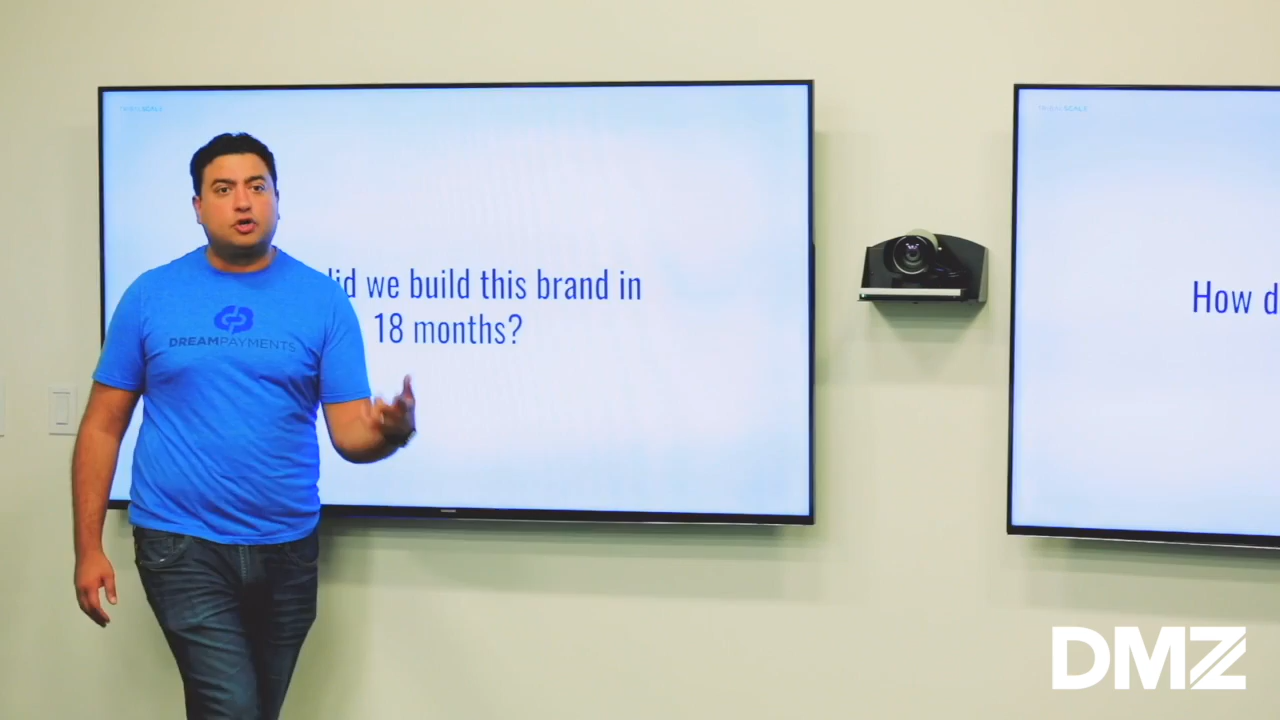 did we build this brand in
18 months?
DREAMPAYMENTS
How d
DMZ